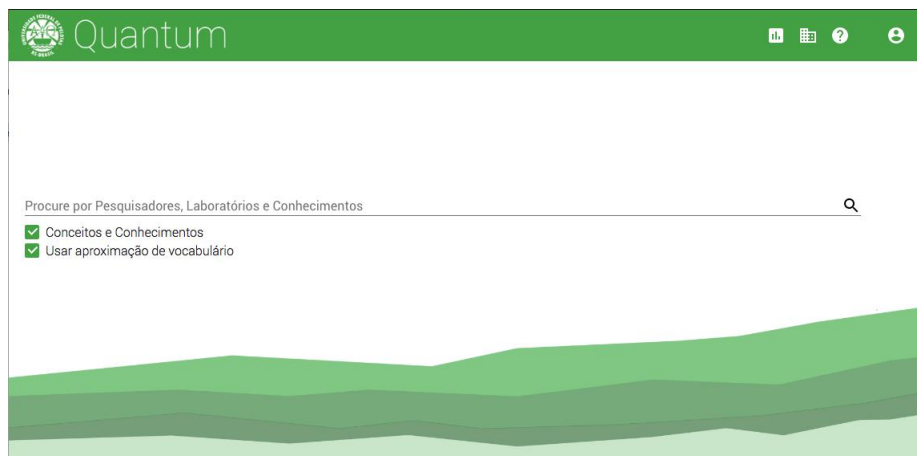 Quantum
Procure por Pesquisadores, Laboratórios e Conhecimentos
Conceitos e Conhecimentos
Usar aproximação de vocabulário